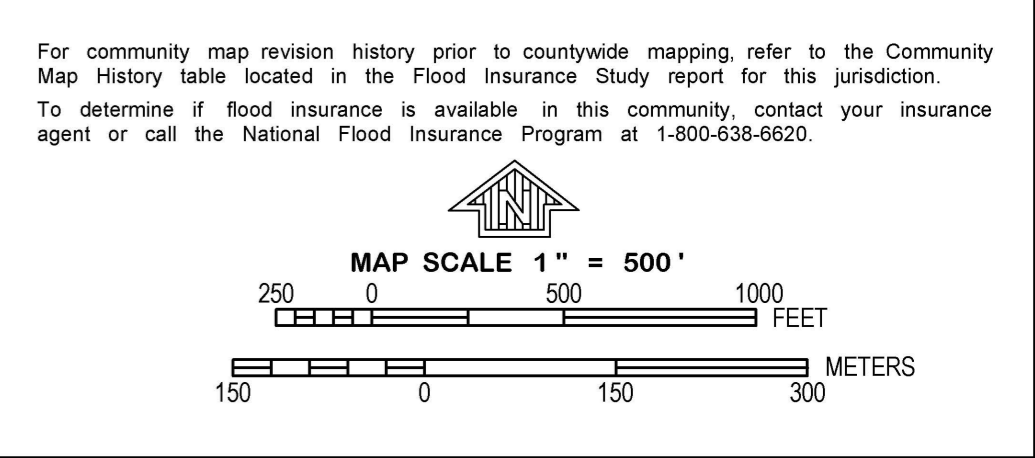 For community map revision history prior to countywide mapping, refer to the Community
Map History table located in the Flood Insurance Study report for this jurisdiction.
To determine if flood insurance is available in this community, contact your insurance
agent or call the National Flood Insurance Program at 1-800-638-6620.
N
MAP SCALE 1" = 500'
250 0 500 1000
FEET
METERS
150 0 150 300